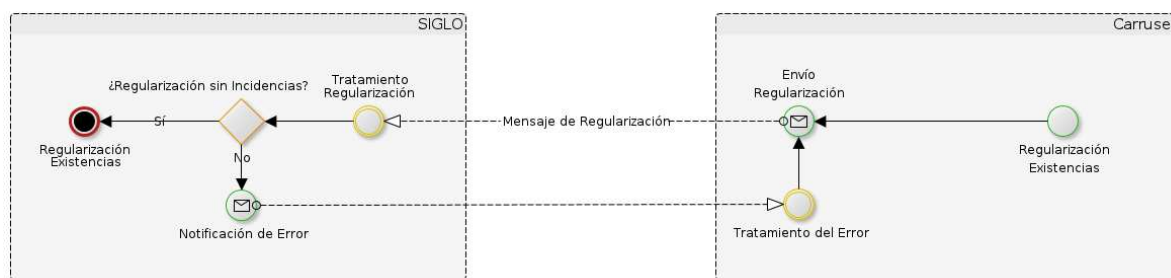 SIGLO
Carrusel
¿Regularización sin Incidencias?
Tratamiento
Regularización
Envío
Regularización
Sí
Mensaje de Regularización
Regularización
Existencias
No
Regularización
Existencias
Notificación de Error
Tratamiento del Error